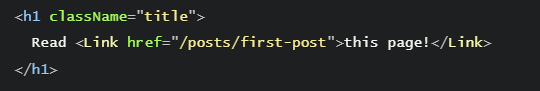 <h1 className="title">
  Read <Link href="/posts/first-post">this page!</Link>
</h1>